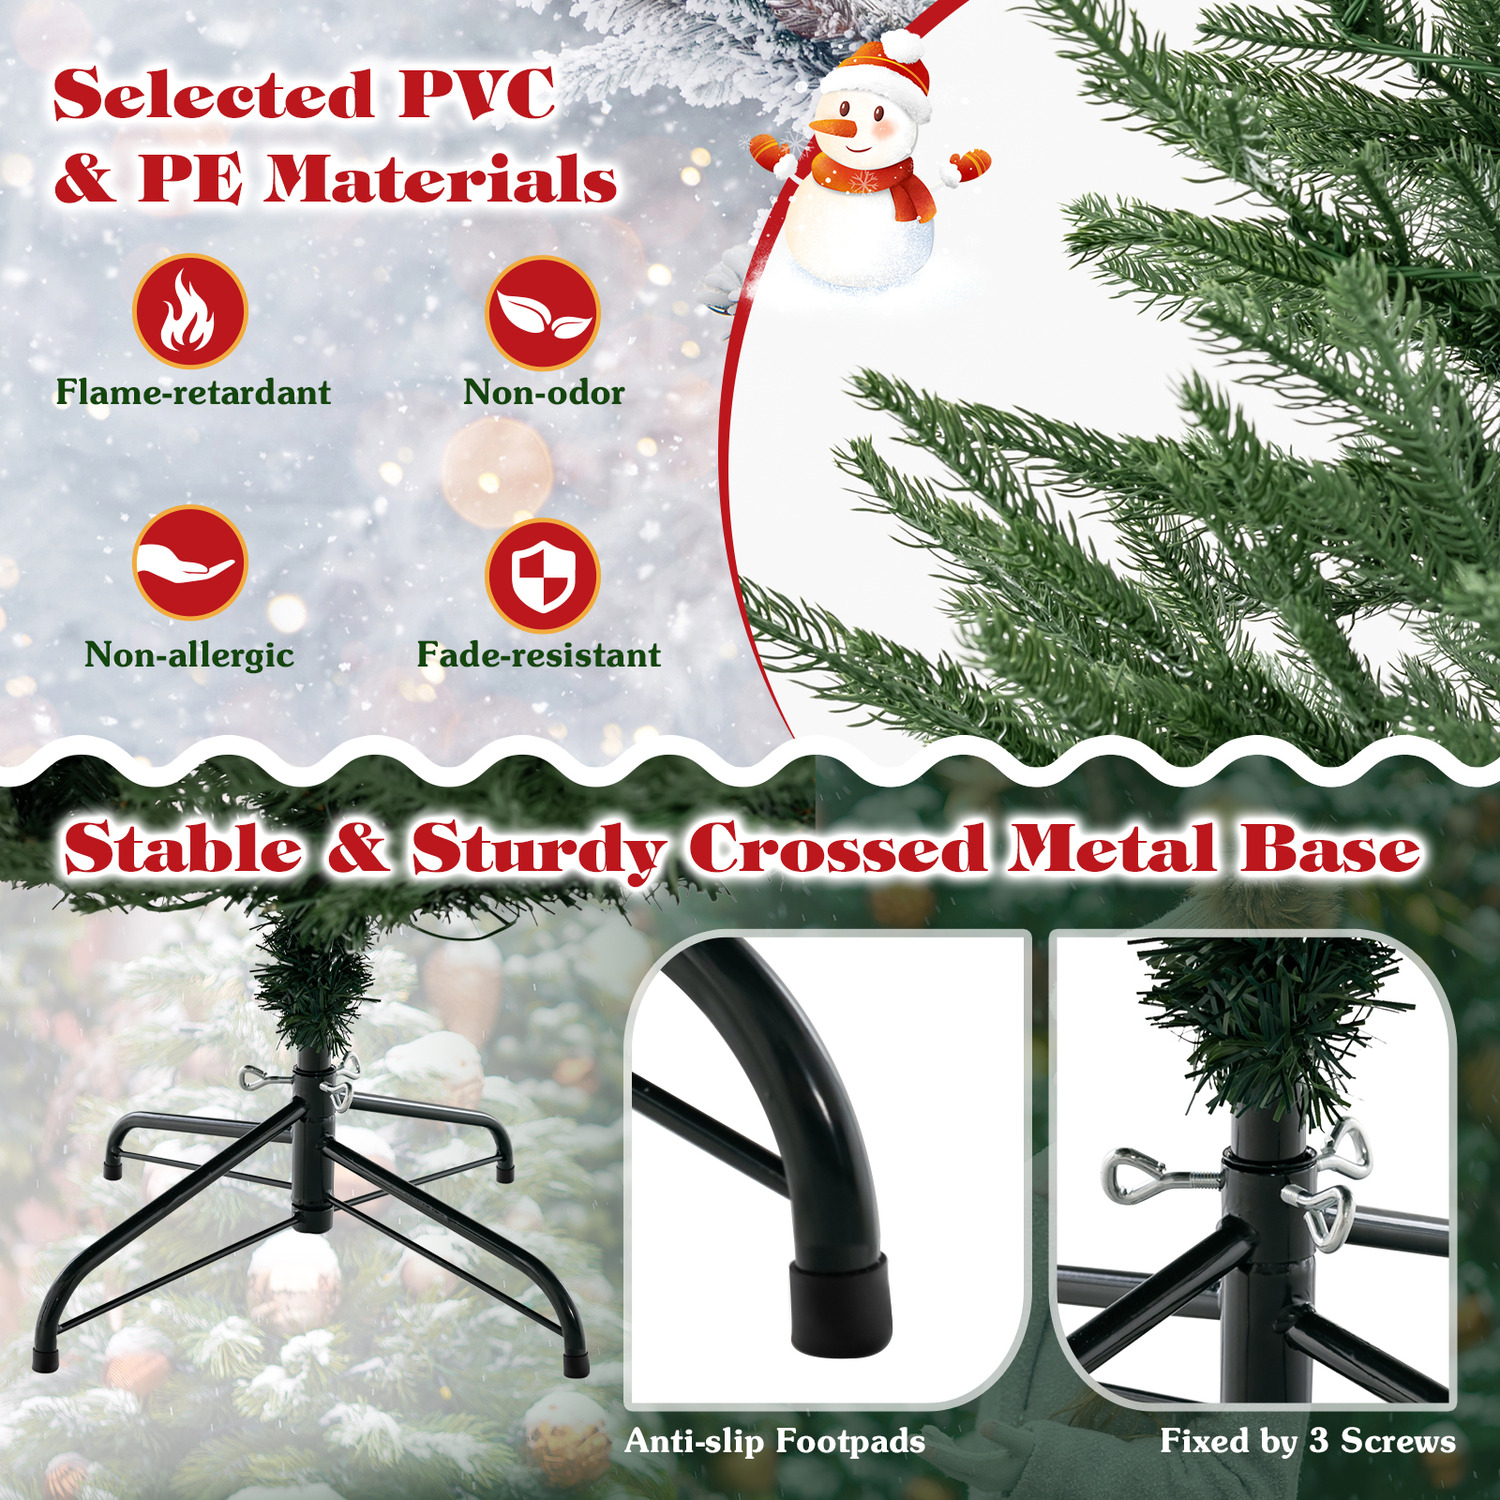 Selected PVC
& PE Materials
Flame-retardant
Non-odor
Non-allergic
Fade-resistant
Stable & Sturdy Crossed Metal Base
Anti-slip Footpads
Fixed by 3 Screws